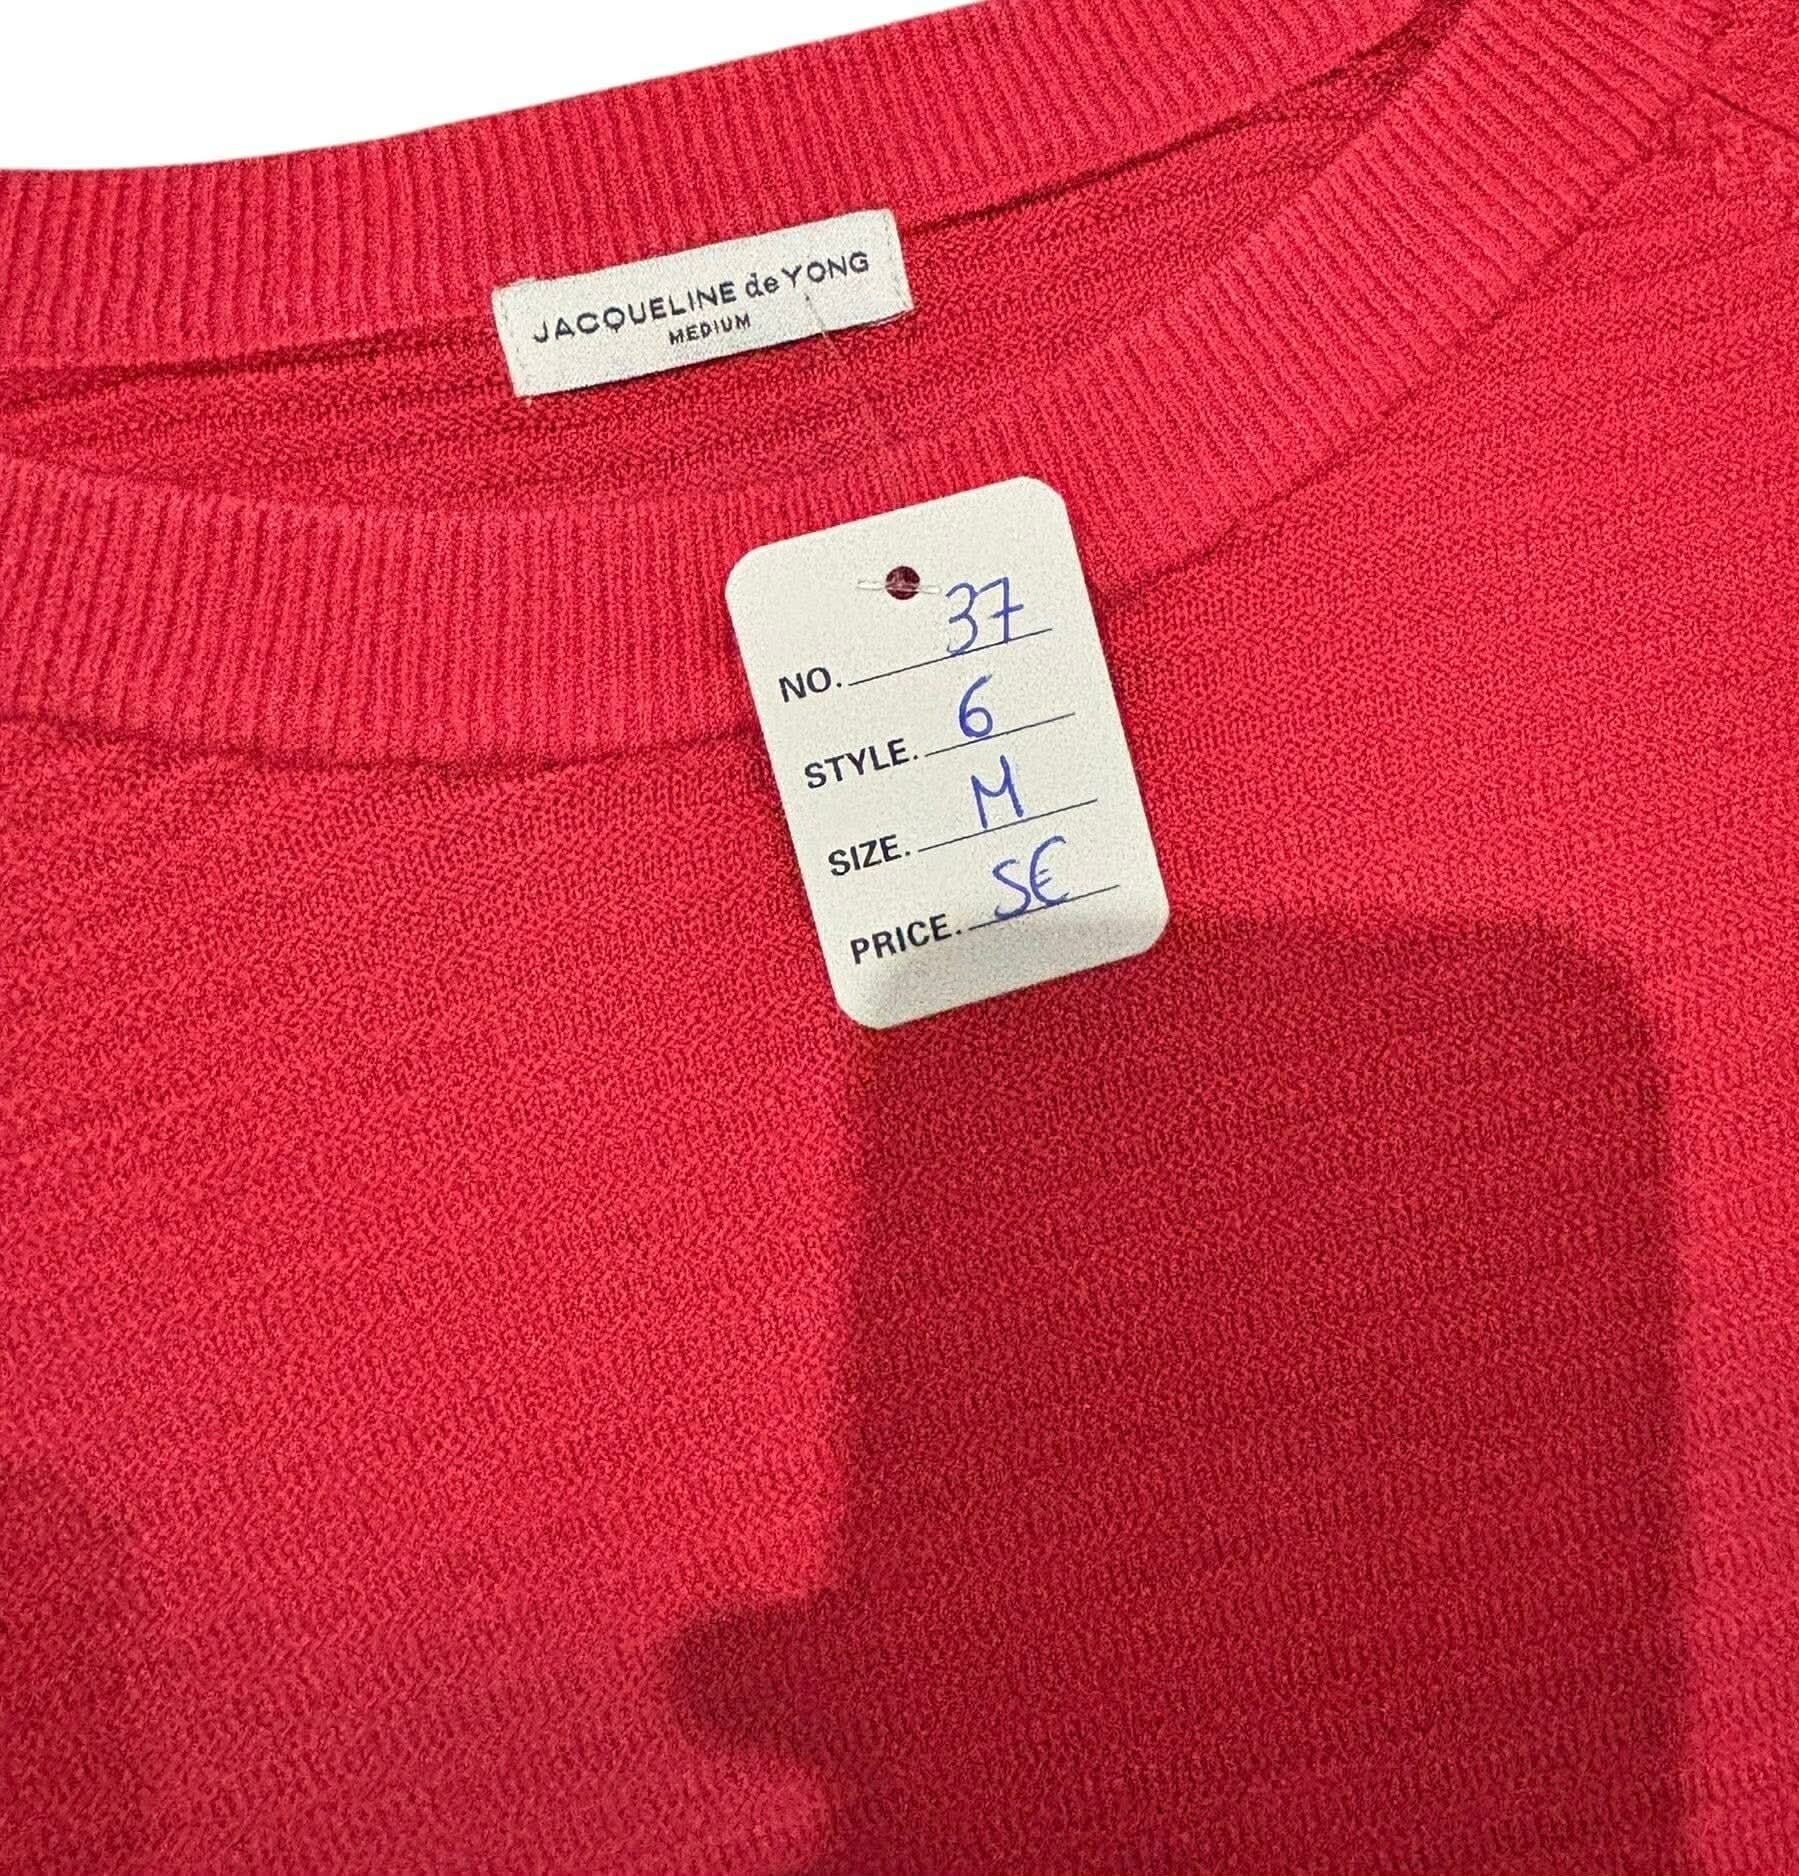 JACQUELINE de YONG
MEDIUM
NO. 37
STYLE. 6
SIZE. M
PRICE. 5€